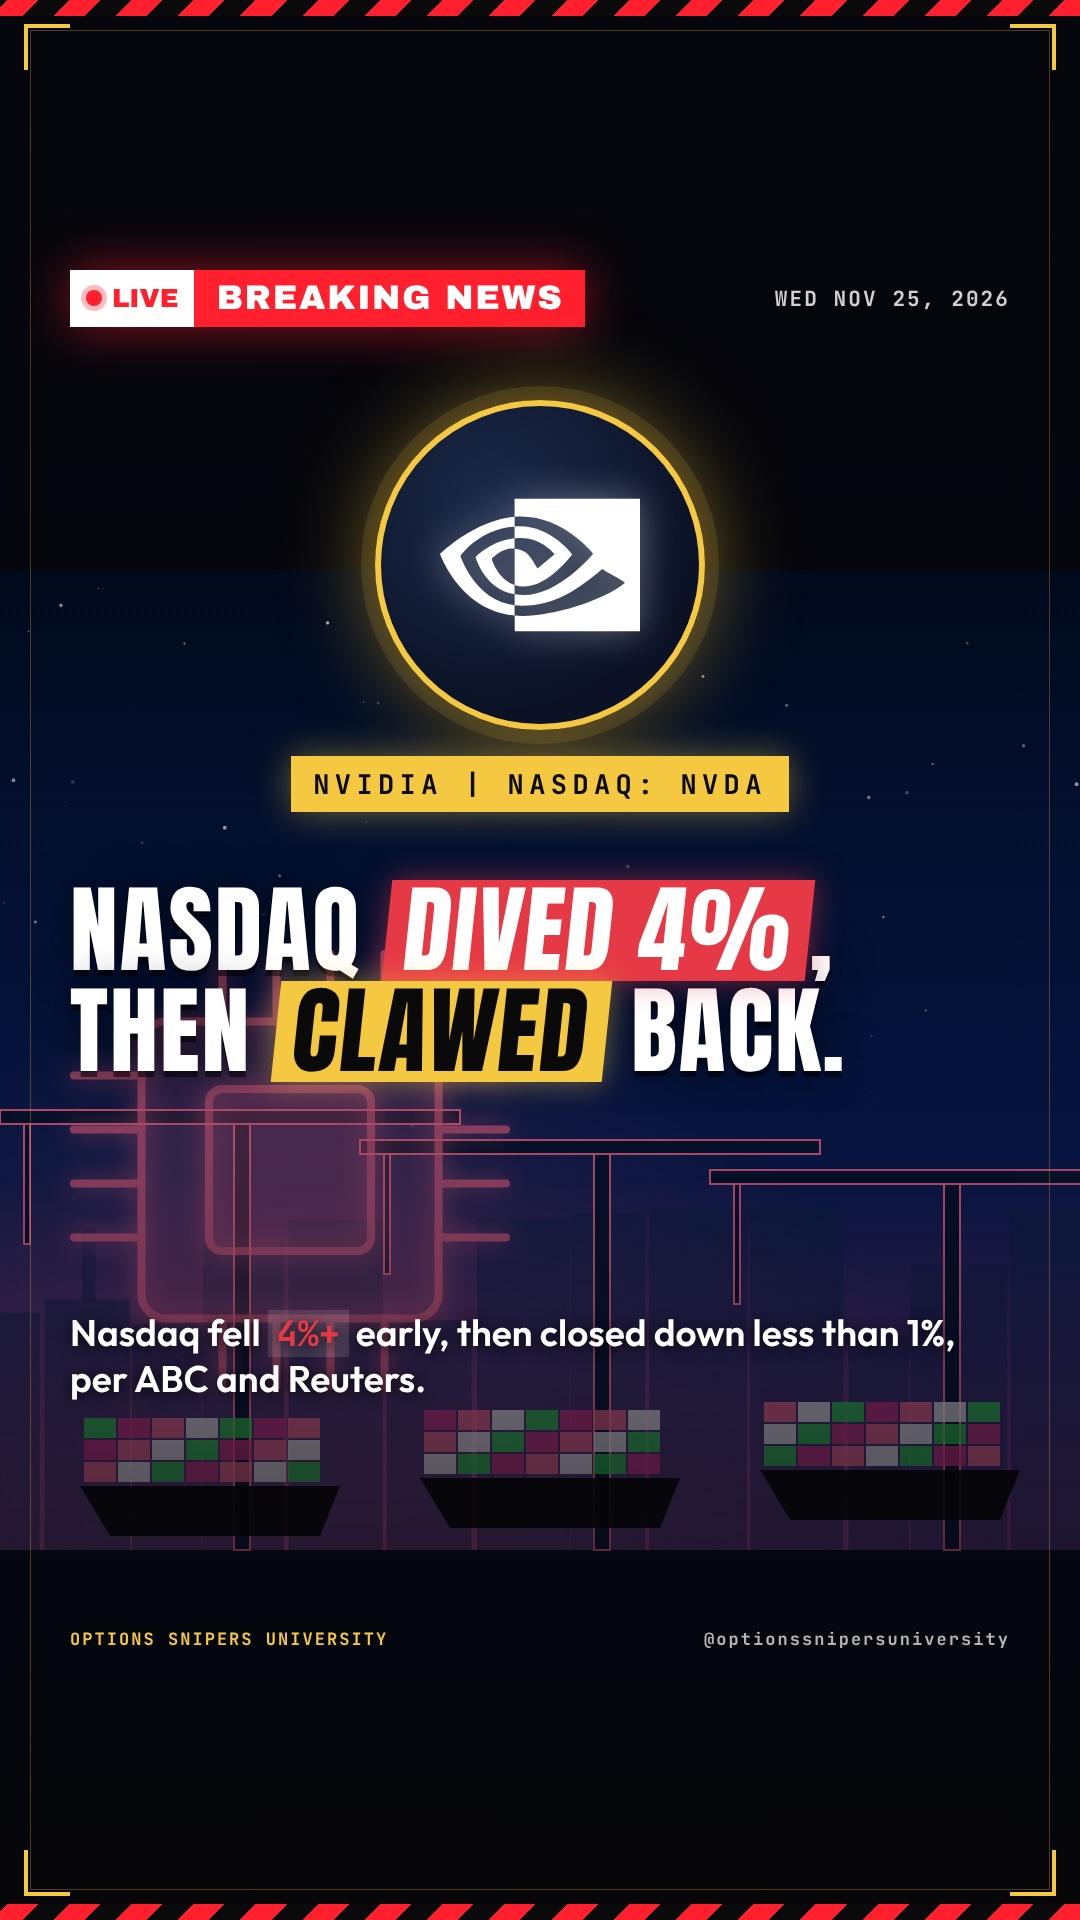 LIVE BREAKING NEWS
WED NOV 25, 2026
NVIDIA | NASDAQ: NVDA
NASDAQ DIVED 4%,
THEN CLAWED BACK.
Nasdaq fell 4%+ early, then closed down less than 1%,
per ABC and Reuters.
OPTIONS SNIPERS UNIVERSITY
@optionssnipersuniversity